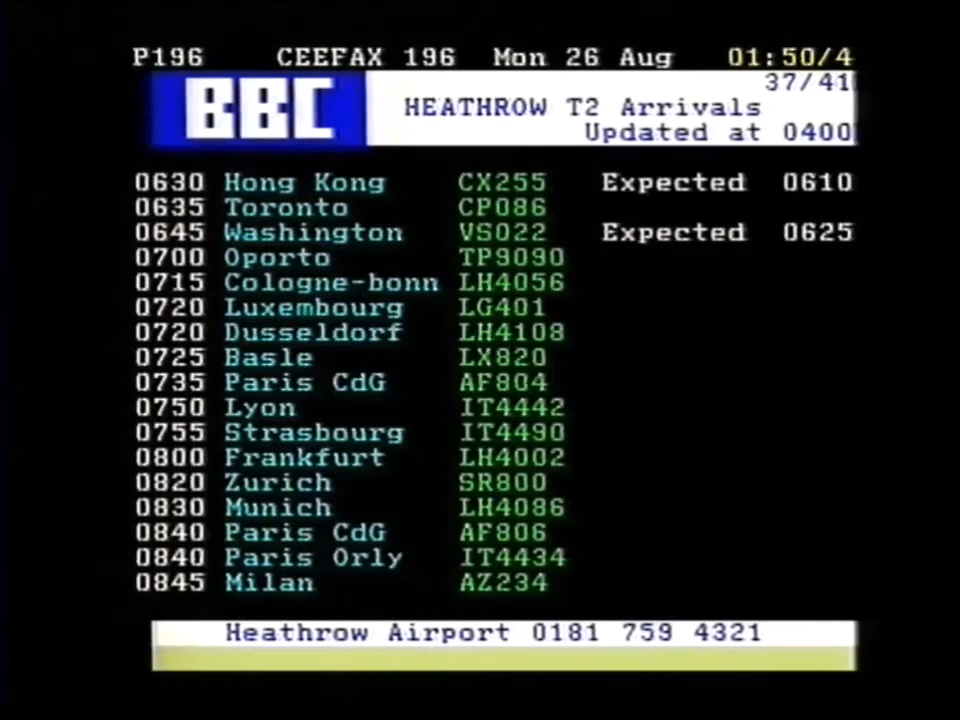 P196 CEEFAX 196 Mon 26 Aug 01:50/4
37/41
BBC HEATHROW T2 Arrivals
Updated at 0400
0630 Hong Kong CX255 Expected 0610
0635 Toronto CP086
0645 Washington VS022 Expected 0625
0700 Oporto TP9090
0715 Cologne-bonn LH4056
0720 Luxembourg LG401
0720 Dusseldorf LH4108
0725 Basle LX820
0735 Paris CdG AF804
0750 Lyon IT4442
0755 Strasbourg IT4490
0800 Frankfurt LH4002
0820 Zurich SR800
0830 Munich LH4086
0840 Paris CdG AF806
0840 Paris Orly IT4434
0845 Milan AZ234
Heathrow Airport 0181 759 4321